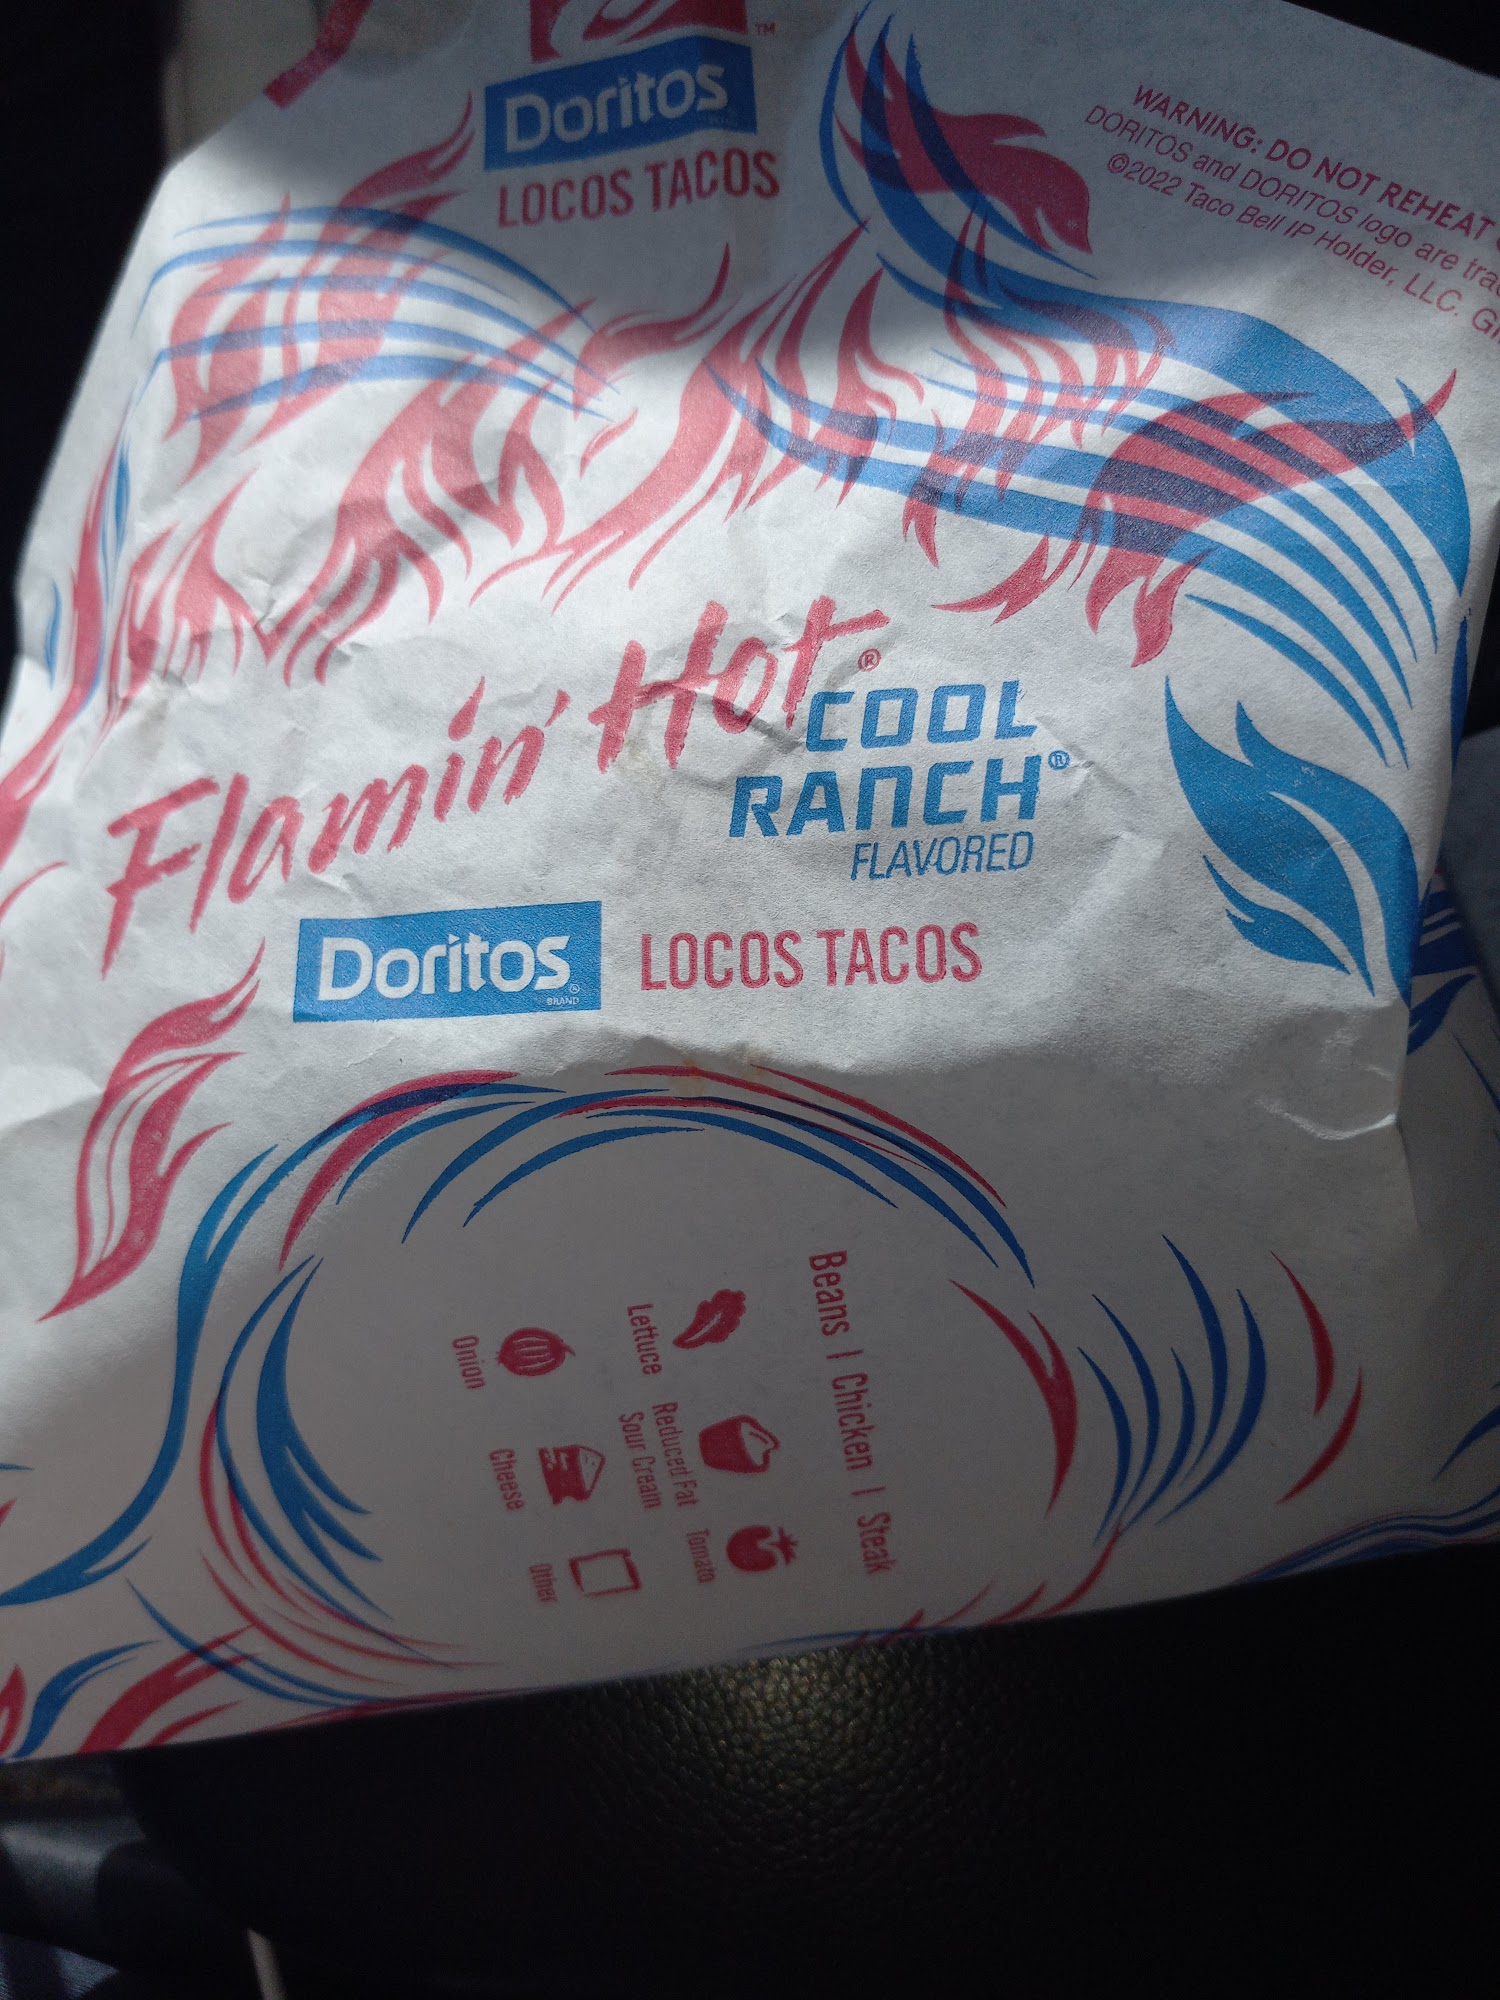 ™
Doritos
LOCOS TACOS
WARNING: DO NOT REHEAT
DORITOS and DORITOS logo are
©2022 Taco Bell IP Holder, LLC.
Flamin' Hot®
COOL
RANCH®
FLAVORED
Doritos®
BRAND
LOCOS TACOS
Beans | Chicken | Steak
Lettuce
Reduced Fat
Sour Cream
Tomato
Onion
Cheese
Other